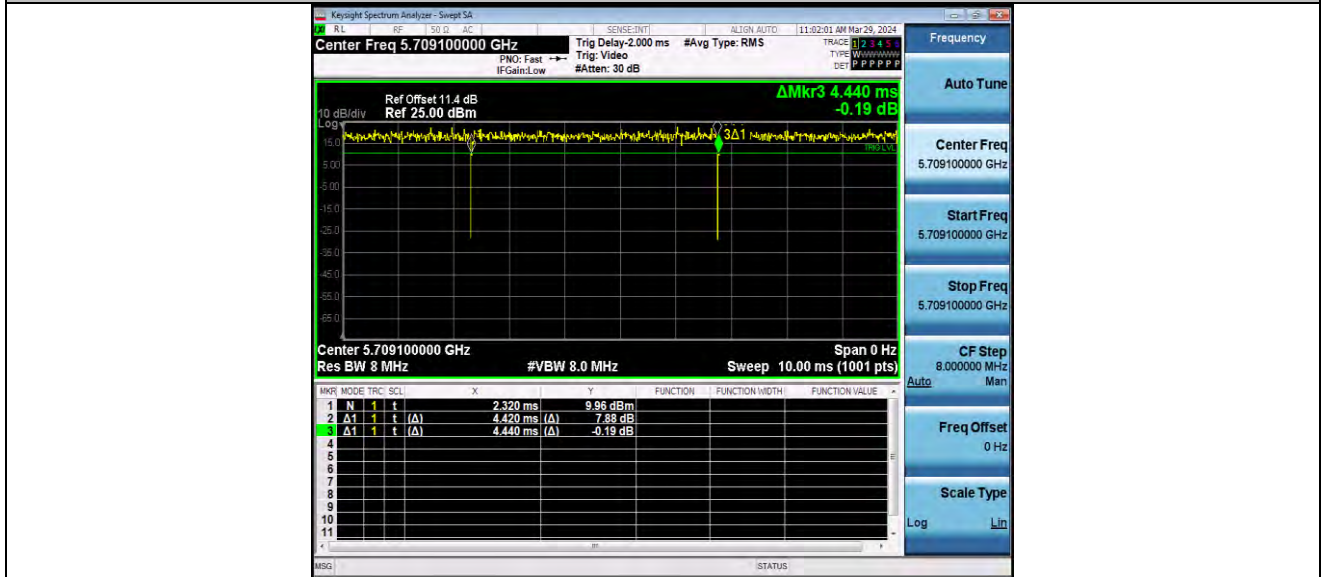 Keysight Spectrum Analyzer - Swept SA
RL RF 50 Ω AC SENSE:INT ALIGN AUTO 11:02:01 AM Mar 29, 2024
Center Freq 5.709100000 GHz Trig Delay-2.000 ms #Avg Type: RMS TRACE 1 2 3 4 5 6
PNO: Fast Trig: Video TYPE WWWWWW
IFGain:Low #Atten: 30 dB DET P P P P P P
Frequency
Auto Tune
ΔMkr3 4.440 ms
Ref Offset 11.4 dB
10 dB/div Ref 25.00 dBm -0.19 dB
Log
3Δ1
15.0 TRIG LVL
5.00
-5.00
-15.0
-25.0
-35.0
-45.0
-55.0
-65.0
Center Freq
5.709100000 GHz
Start Freq
5.709100000 GHz
Stop Freq
5.709100000 GHz
Center 5.709100000 GHz Span 0 Hz
Res BW 8 MHz #VBW 8.0 MHz Sweep 10.00 ms (1001 pts)
CF Step
8.000000 MHz
Auto Man
MKR MODE TRC SCL X Y FUNCTION FUNCTION WIDTH FUNCTION VALUE
1 N 1 t 2.320 ms 9.96 dBm
2 Δ1 1 t (Δ) 4.420 ms (Δ) 7.88 dB
3 Δ1 1 t (Δ) 4.440 ms (Δ) -0.19 dB
4
5
6
7
8
9
10
11
Freq Offset
0 Hz
Scale Type
Log Lin
MSG STATUS